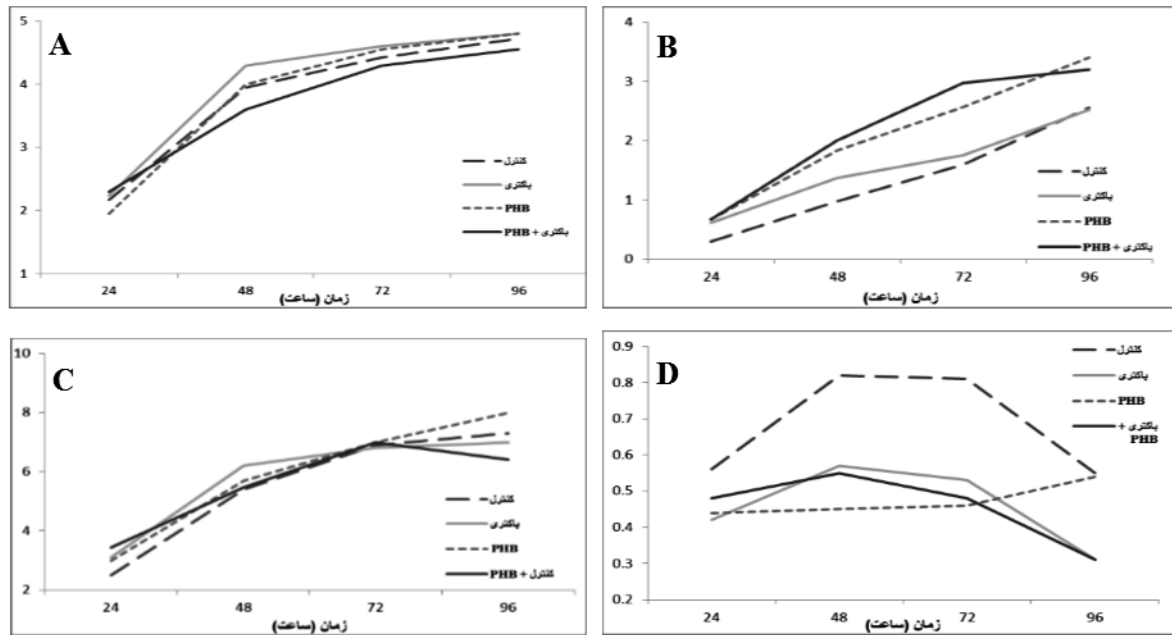 A
5
4
3
2
1
24
48
72
96
زمان (ساعت)
کنترل
باکتری
PHB
PHB + باکتری
B
4
3
2
1
0
24
48
72
96
زمان (ساعت)
کنترل
باکتری
PHB
PHB + باکتری
C
10
8
6
4
2
24
48
72
96
زمان (ساعت)
کنترل
باکتری
PHB
PHB + کنترل
D
0.9
0.8
0.7
0.6
0.5
0.4
0.3
0.2
24
48
72
96
زمان (ساعت)
کنترل
باکتری
PHB
باکتری +
PHB